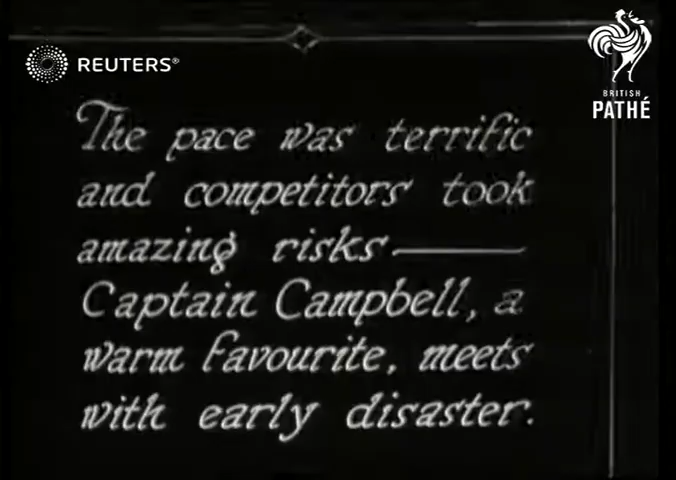 REUTERS®
BRITISH
PATHÉ
The pace was terrific
and competitors took
amazing risks——
Captain Campbell, a
warm favourite, meets
with early disaster.